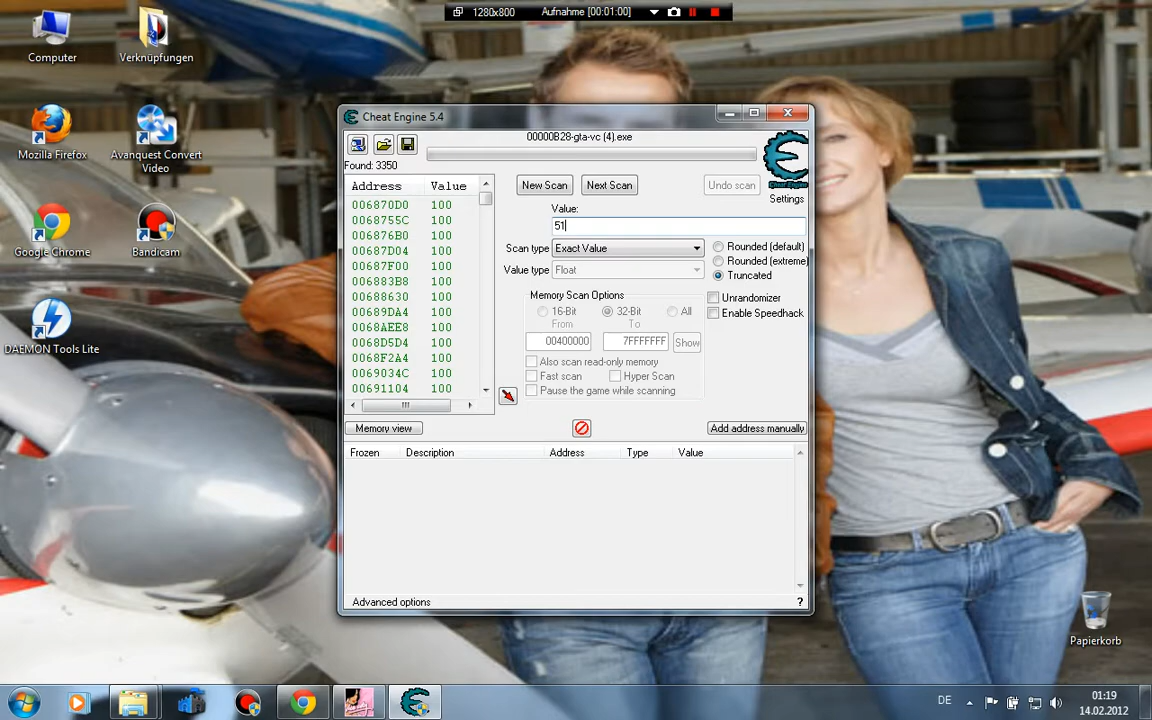 1280x800 Aufnahme [00:01:00]
Computer
Verknüpfungen
Mozilla Firefox
Avanquest Convert
Video
Google Chrome
Bandicam
DAEMON Tools Lite
Papierkorb
Cheat Engine 5.4
00000B28-gta-vc (4).exe
Found: 3350
Cheat Engine
Settings
Address Value
006870D0 100
0068755C 100
006876B0 100
00687D04 100
00687F00 100
006883B8 100
00688630 100
00689DA4 100
0068AEE8 100
0068D5D4 100
0068F2A4 100
0069034C 100
00691104 100
New Scan Next Scan Undo scan
Value:
51
Scan type Exact Value
Value type Float
Rounded (default)
Rounded (extreme)
Truncated
Memory Scan Options
16-Bit 32-Bit All
From To
00400000 7FFFFFFF Show
Also scan read-only memory
Fast scan Hyper Scan
Pause the game while scanning
Unrandomizer
Enable Speedhack
Memory view Add address manually
Frozen Description Address Type Value
Advanced options ?
DE 01:19
14.02.2012